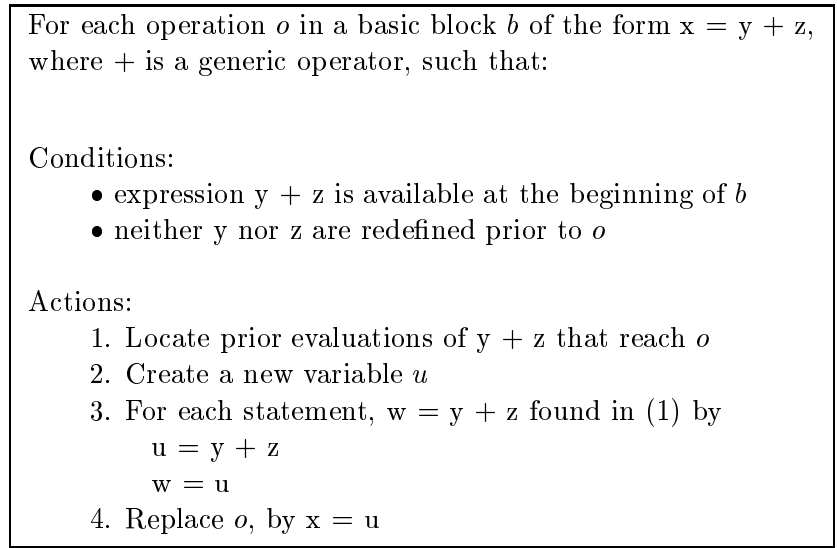 For each operation o in a basic block b of the form x = y + z,
where + is a generic operator, such that:
Conditions:
• expression y + z is available at the beginning of b
• neither y nor z are redefined prior to o
Actions:
1. Locate prior evaluations of y + z that reach o
2. Create a new variable u
3. For each statement, w = y + z found in (1) by
u = y + z
w = u
4. Replace o, by x = u